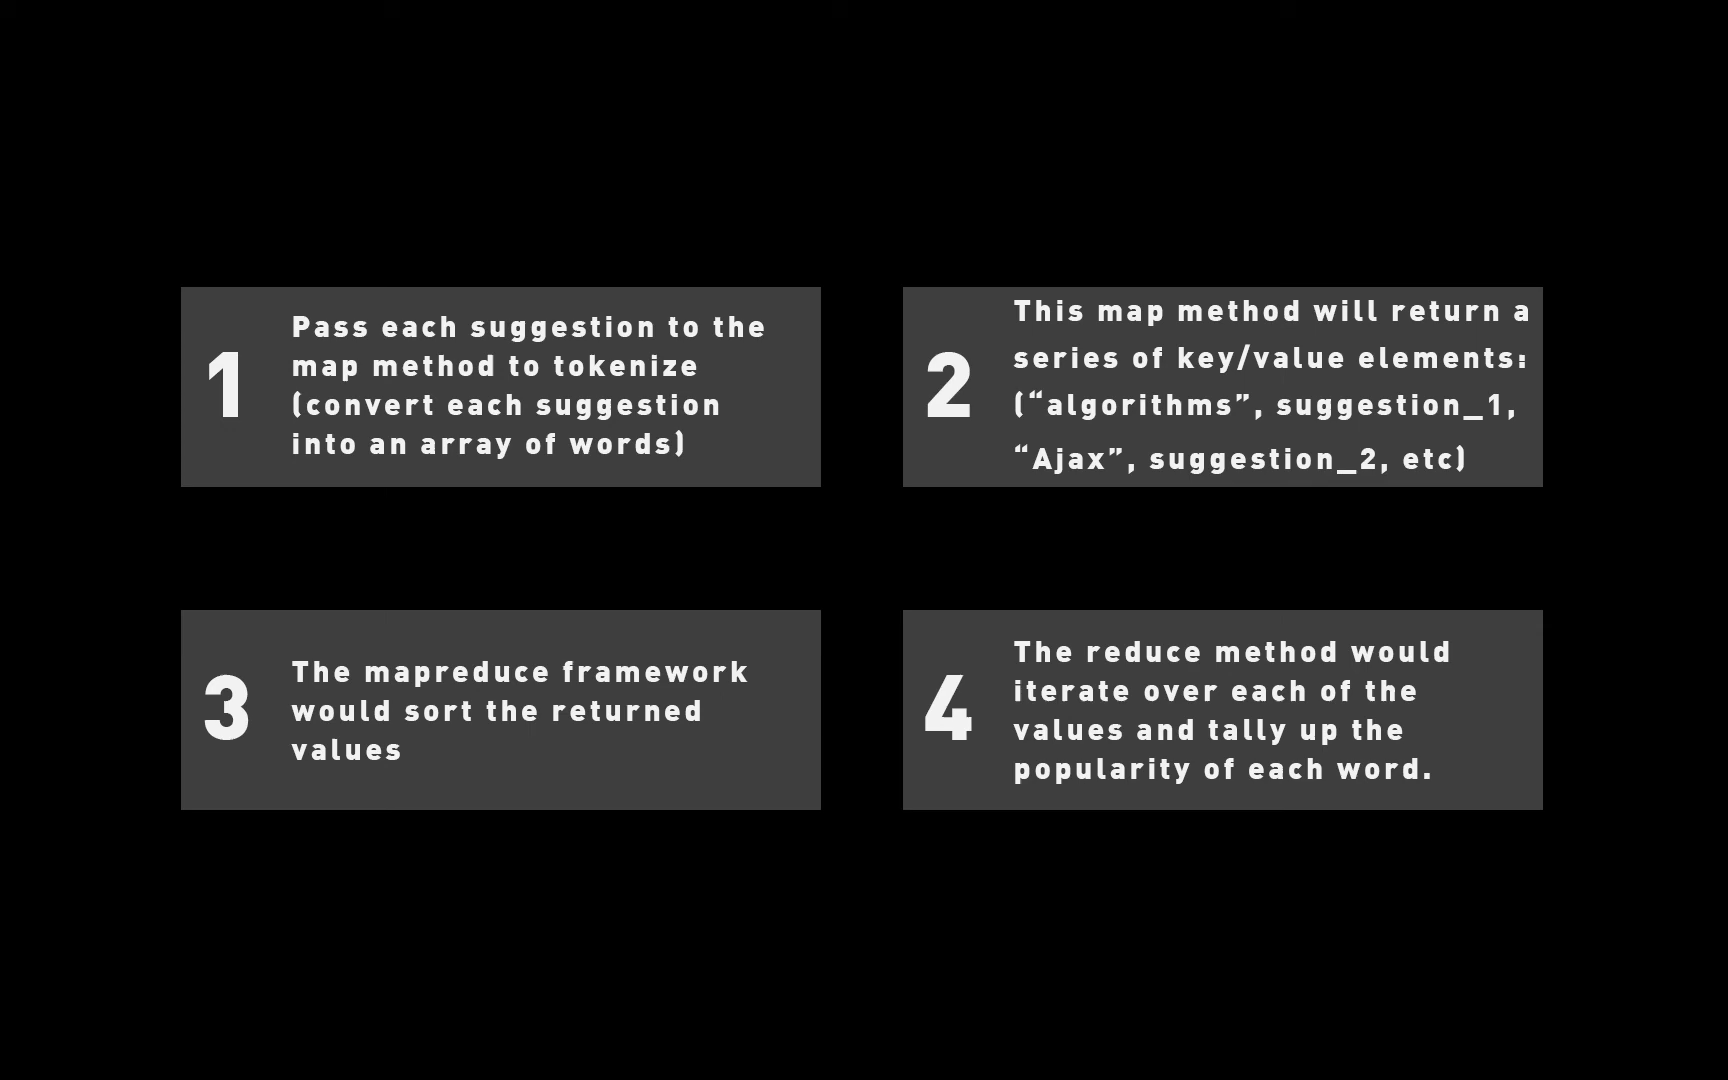 1
Pass each suggestion to the
map method to tokenize
(convert each suggestion
into an array of words)
2
This map method will return a
series of key/value elements:
(“algorithms”, suggestion_1,
“Ajax”, suggestion_2, etc)
3
The mapreduce framework
would sort the returned
values
4
The reduce method would
iterate over each of the
values and tally up the
popularity of each word.